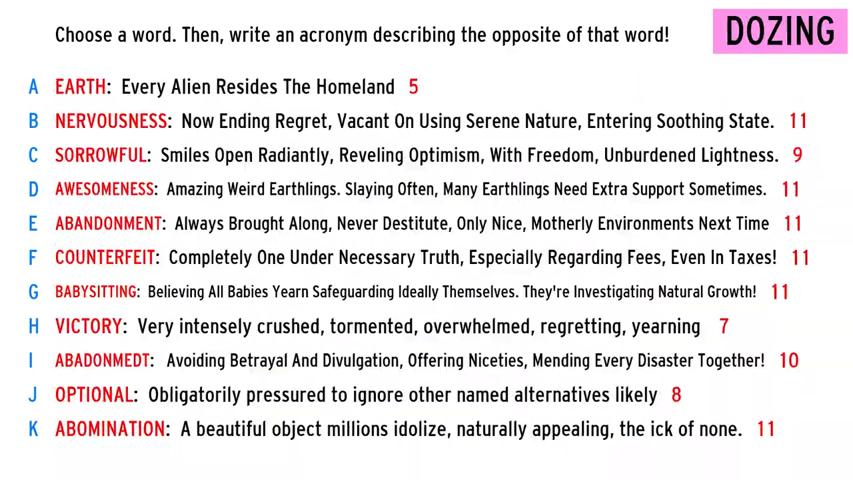 Choose a word. Then, write an acronym describing the opposite of that word!
DOZING
A EARTH: Every Alien Resides The Homeland 5
B NERVOUSNESS: Now Ending Regret, Vacant On Using Serene Nature, Entering Soothing State. 11
C SORROWFUL: Smiles Open Radiantly, Reveling Optimism, With Freedom, Unburdened Lightness. 9
D AWESOMENESS: Amazing Weird Earthlings. Slaying Often, Many Earthlings Need Extra Support Sometimes. 11
E ABANDONMENT: Always Brought Along, Never Destitute, Only Nice, Motherly Environments Next Time 11
F COUNTERFEIT: Completely One Under Necessary Truth, Especially Regarding Fees, Even In Taxes! 11
G BABYSITTING: Believing All Babies Yearn Safeguarding Ideally Themselves. They're Investigating Natural Growth! 11
H VICTORY: Very intensely crushed, tormented, overwhelmed, regretting, yearning 7
I ABADONMEDT: Avoiding Betrayal And Divulgation, Offering Niceties, Mending Every Disaster Together! 10
J OPTIONAL: Obligatorily pressured to ignore other named alternatives likely 8
K ABOMINATION: A beautiful object millions idolize, naturally appealing, the ick of none. 11